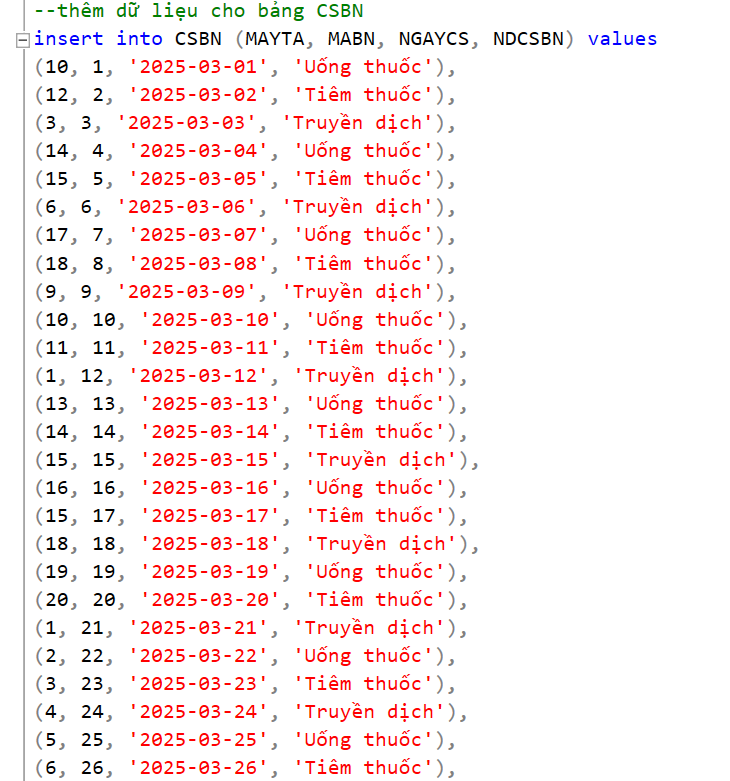 --thêm dữ liệu cho bảng CSBN
insert into CSBN (MAYTA, MABN, NGAYCS, NDCSBN) values
(10, 1, '2025-03-01', 'Uống thuốc'),
(12, 2, '2025-03-02', 'Tiêm thuốc'),
(3, 3, '2025-03-03', 'Truyền dịch'),
(14, 4, '2025-03-04', 'Uống thuốc'),
(15, 5, '2025-03-05', 'Tiêm thuốc'),
(6, 6, '2025-03-06', 'Truyền dịch'),
(17, 7, '2025-03-07', 'Uống thuốc'),
(18, 8, '2025-03-08', 'Tiêm thuốc'),
(9, 9, '2025-03-09', 'Truyền dịch'),
(10, 10, '2025-03-10', 'Uống thuốc'),
(11, 11, '2025-03-11', 'Tiêm thuốc'),
(1, 12, '2025-03-12', 'Truyền dịch'),
(13, 13, '2025-03-13', 'Uống thuốc'),
(14, 14, '2025-03-14', 'Tiêm thuốc'),
(15, 15, '2025-03-15', 'Truyền dịch'),
(16, 16, '2025-03-16', 'Uống thuốc'),
(15, 17, '2025-03-17', 'Tiêm thuốc'),
(18, 18, '2025-03-18', 'Truyền dịch'),
(19, 19, '2025-03-19', 'Uống thuốc'),
(20, 20, '2025-03-20', 'Tiêm thuốc'),
(1, 21, '2025-03-21', 'Truyền dịch'),
(2, 22, '2025-03-22', 'Uống thuốc'),
(3, 23, '2025-03-23', 'Tiêm thuốc'),
(4, 24, '2025-03-24', 'Truyền dịch'),
(5, 25, '2025-03-25', 'Uống thuốc'),
(6, 26, '2025-03-26', 'Tiêm thuốc'),